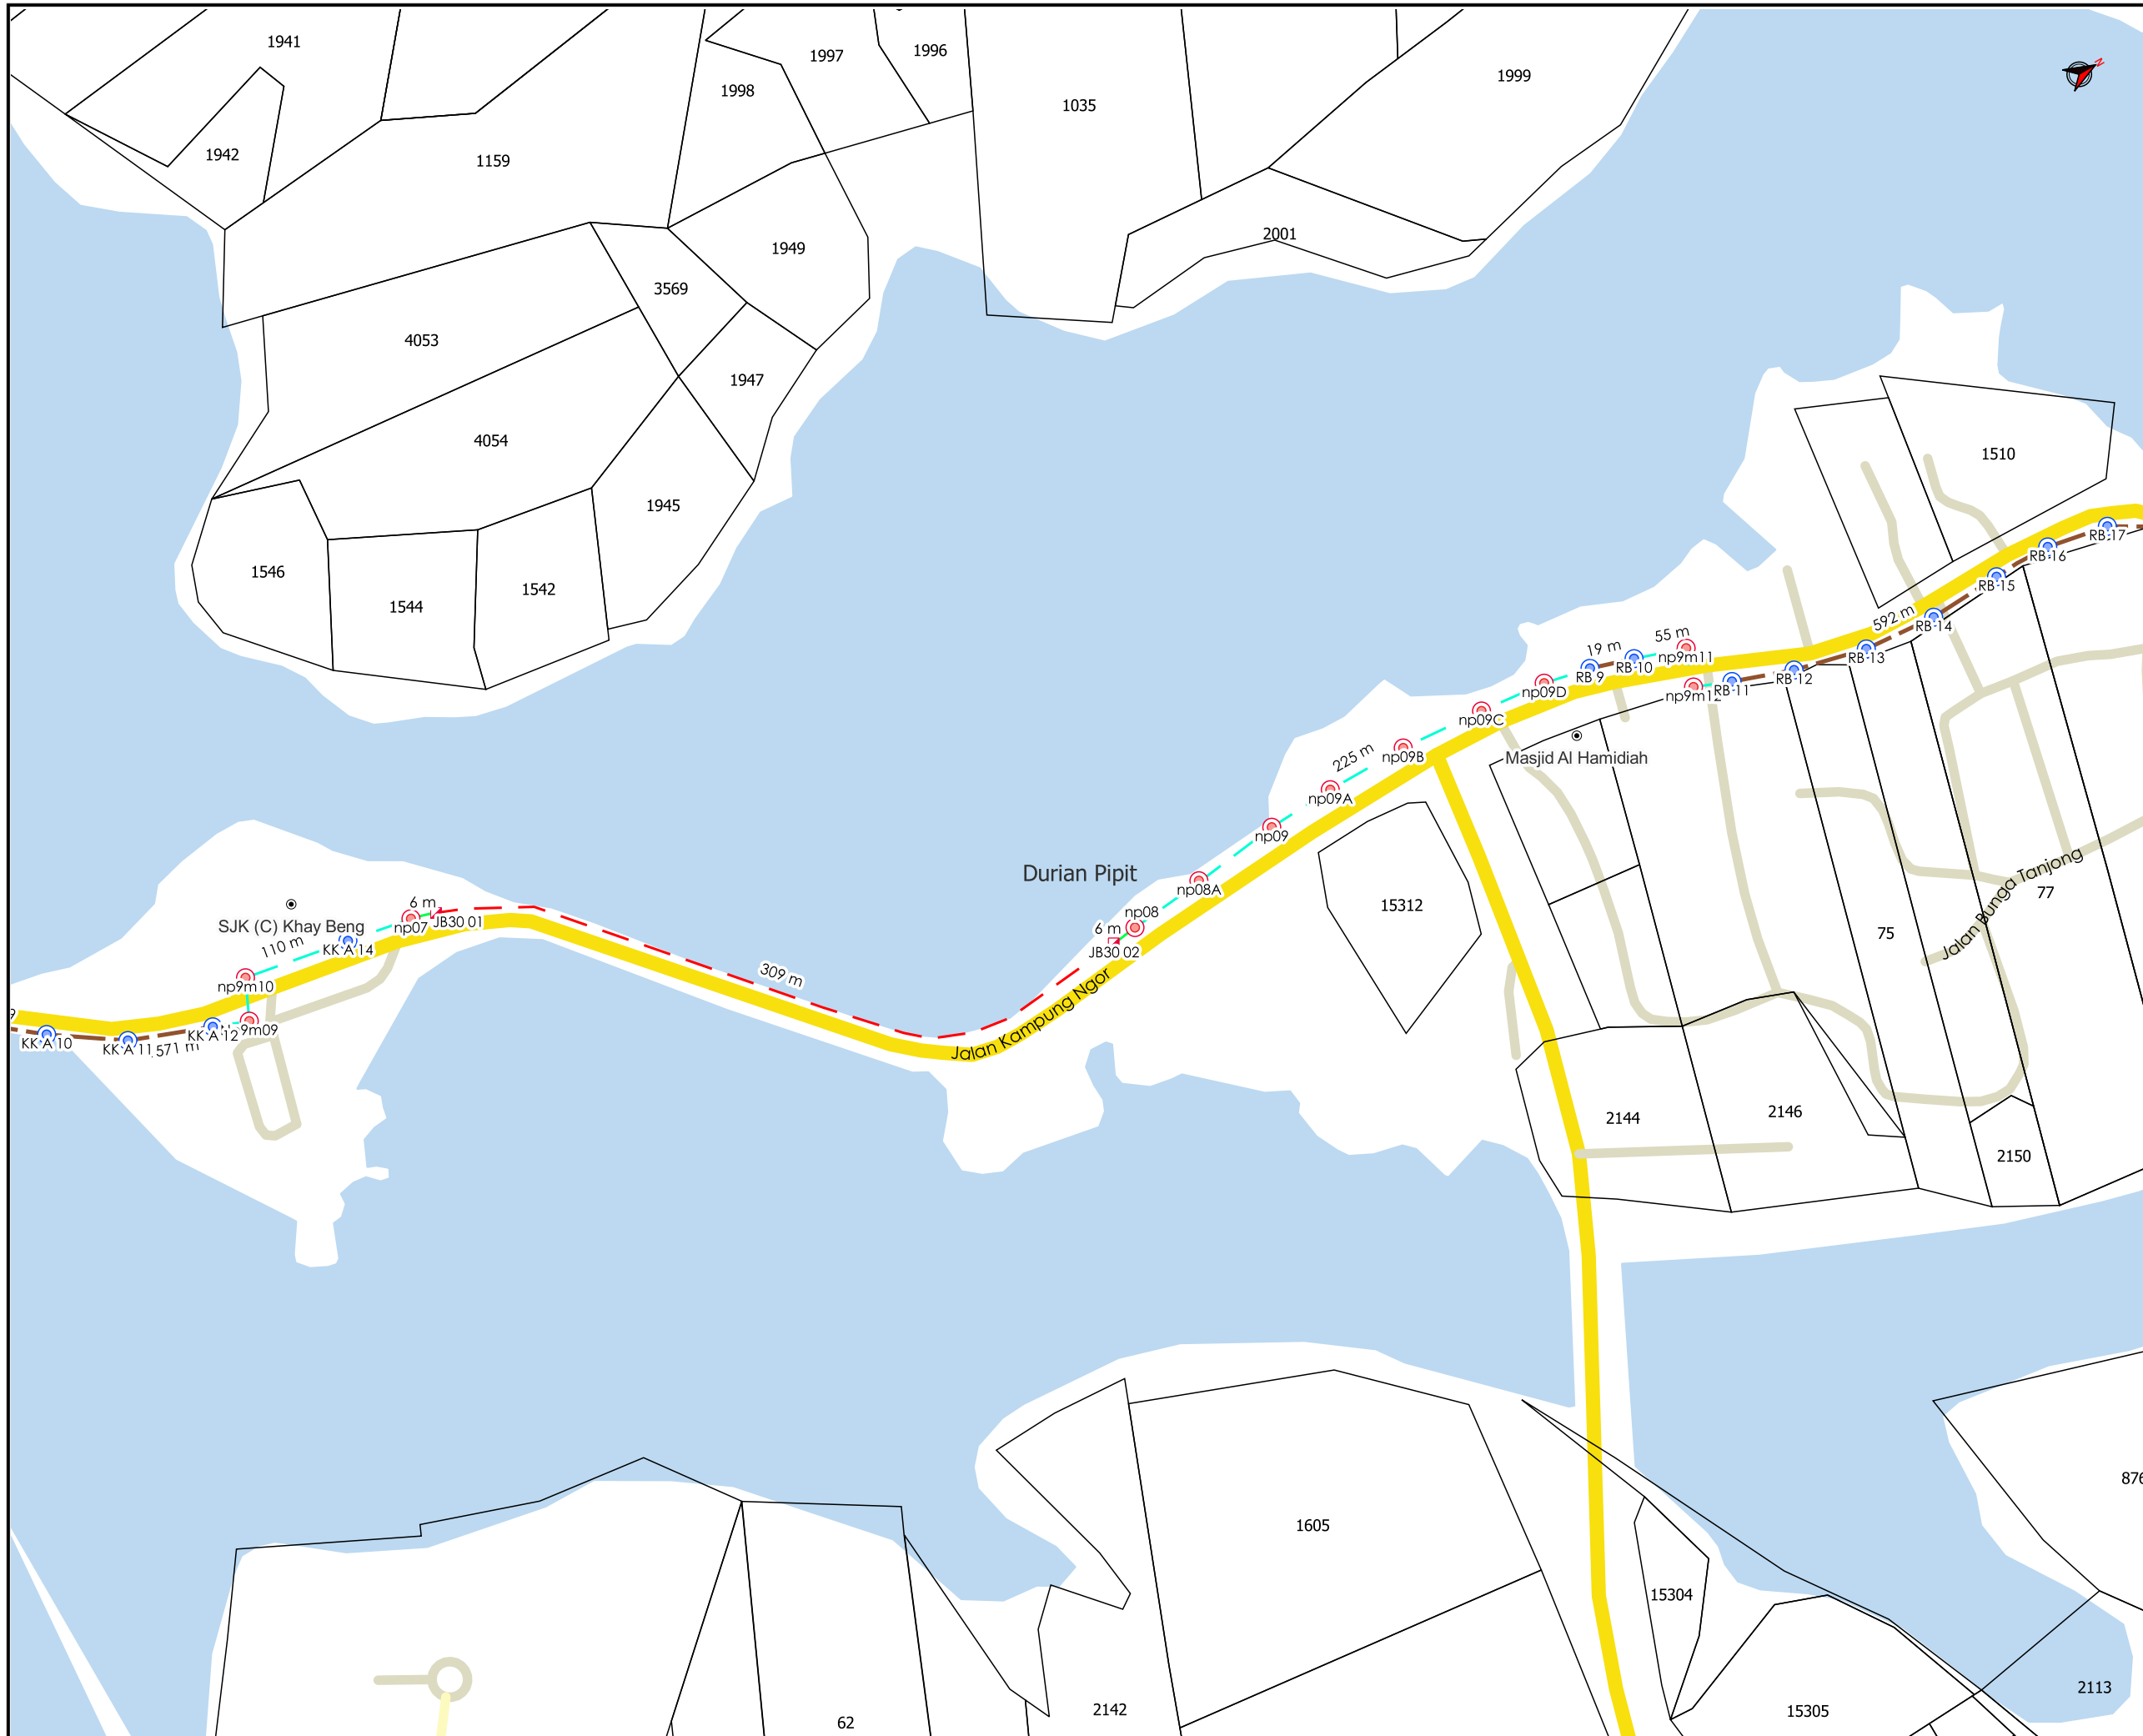 1941
1997
1996
1998
1999
N
1035
1942
1159
2001
1949
3569
4053
1947
4054
1510
1945
RB-17
RB-16
1546
RB-15
1542
1544
592 m
RB-14
55 m
19 m
np9m11
RB-10
RB-13
RB 9
RB-12
np09D
np9m12
RB-11
np09C
225 m
np09B
Masjid Al Hamidiah
np09A
np09
Durian Pipit
np08A
Jalan Bunga Tanjong
77
6 m
15312
np08
JB30 01
SJK (C) Khay Beng
np07
6 m
75
110 m
KK A 14
JB30 02
309 m
np9m10
Jalan Kampung Ngor
9m09
KK A 12
KK A 10
KK A 11
571 m
2144
2146
2150
876
1605
15304
2113
2142
15305
62